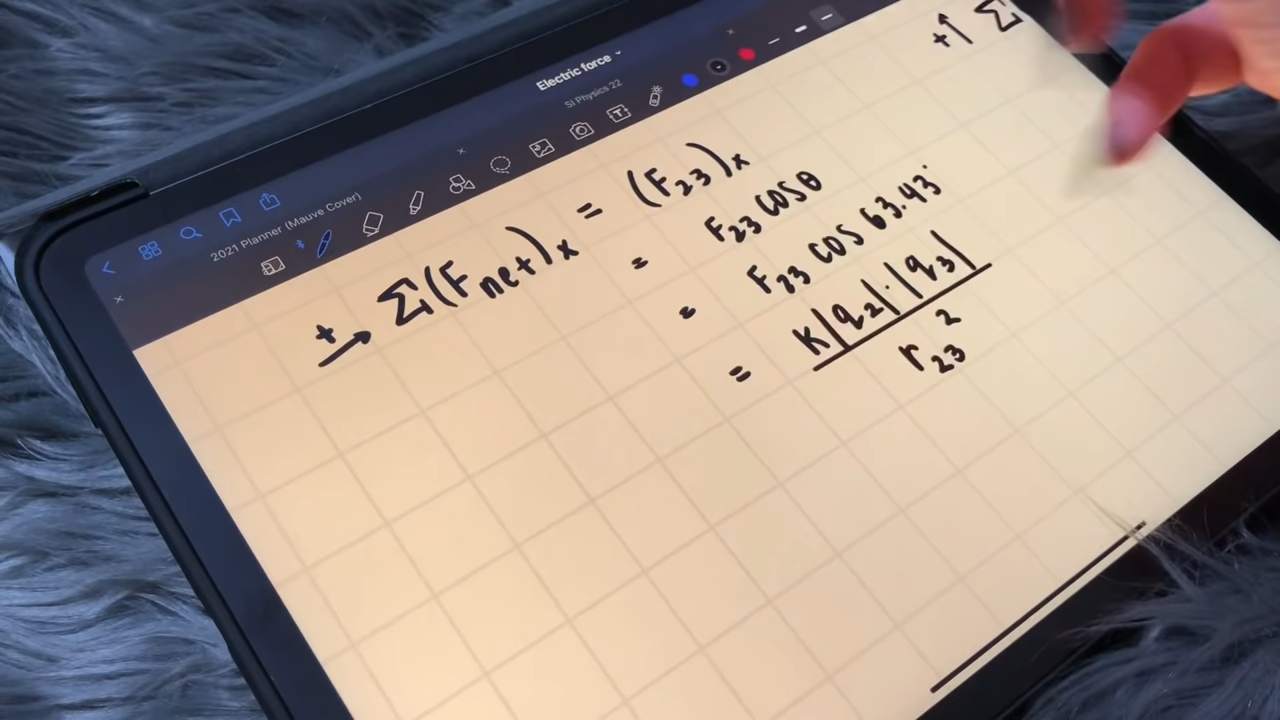 Electric force
SI Physics 22
2021 Planner (Mauve Cover)
+↑ Σ
+→ Σ(Fnet)x = (F23)x
= F23 cosθ
= F23 cos 63.43°
= K|q2|·|q3| / r23²